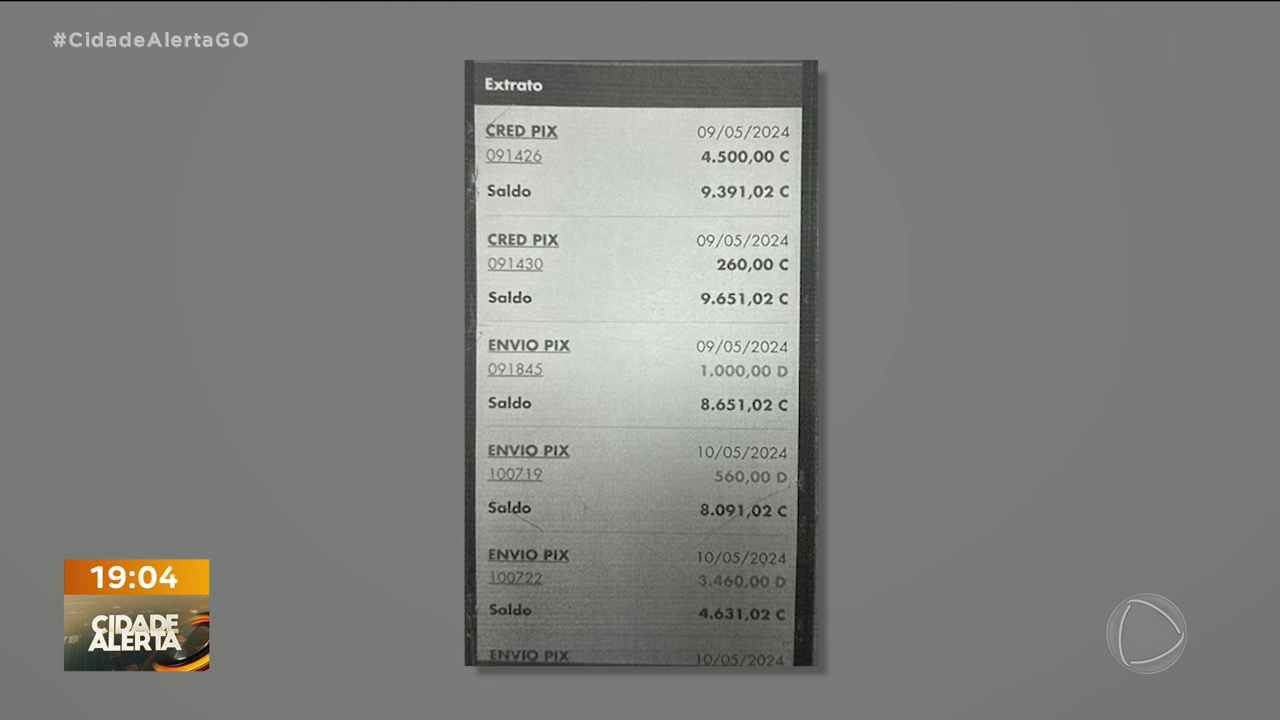 #CidadeAlertaGO
Extrato
CRED PIX 09/05/2024
091426 4.500,00 C
Saldo 9.391,02 C
CRED PIX 09/05/2024
091430 260,00 C
Saldo 9.651,02 C
ENVIO PIX 09/05/2024
091845 1.000,00 D
Saldo 8.651,02 C
ENVIO PIX 10/05/2024
100719 560,00 D
Saldo 8.091,02 C
ENVIO PIX 10/05/2024
100722 3.460,00 D
Saldo 4.631,02 C
ENVIO PIX 10/05/2024
19:04
CIDADE
ALERTA